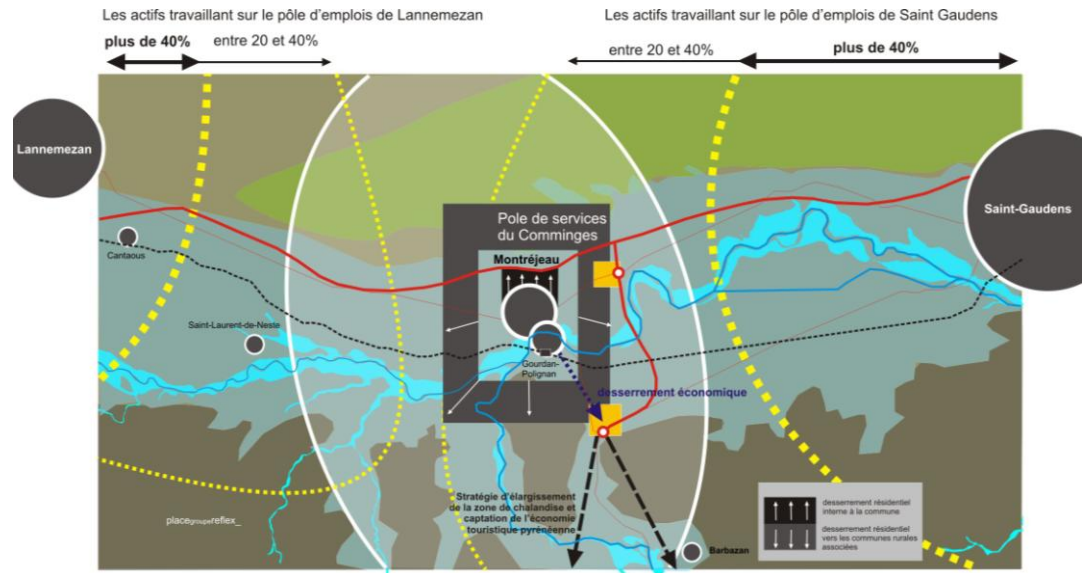 Les actifs travaillant sur le pôle d'emplois de Lannemezan
Les actifs travaillant sur le pôle d'emplois de Saint Gaudens
plus de 40%
entre 20 et 40%
entre 20 et 40%
plus de 40%
Lannemezan
Saint-Gaudens
Pole de services
du Comminges
Montréjeau
Cantaous
Saint-Laurent-de-Neste
Gourdan-
Polignan
desserrement économique
Stratégie d'élargissement
de la zone de chalandise et
captation de l'économie
touristique pyrénéenne
Barbazan
desserrement résidentiel
interne à la commune
desserrement résidentiel
vers les communes rurales
associées
placegroupereflex_